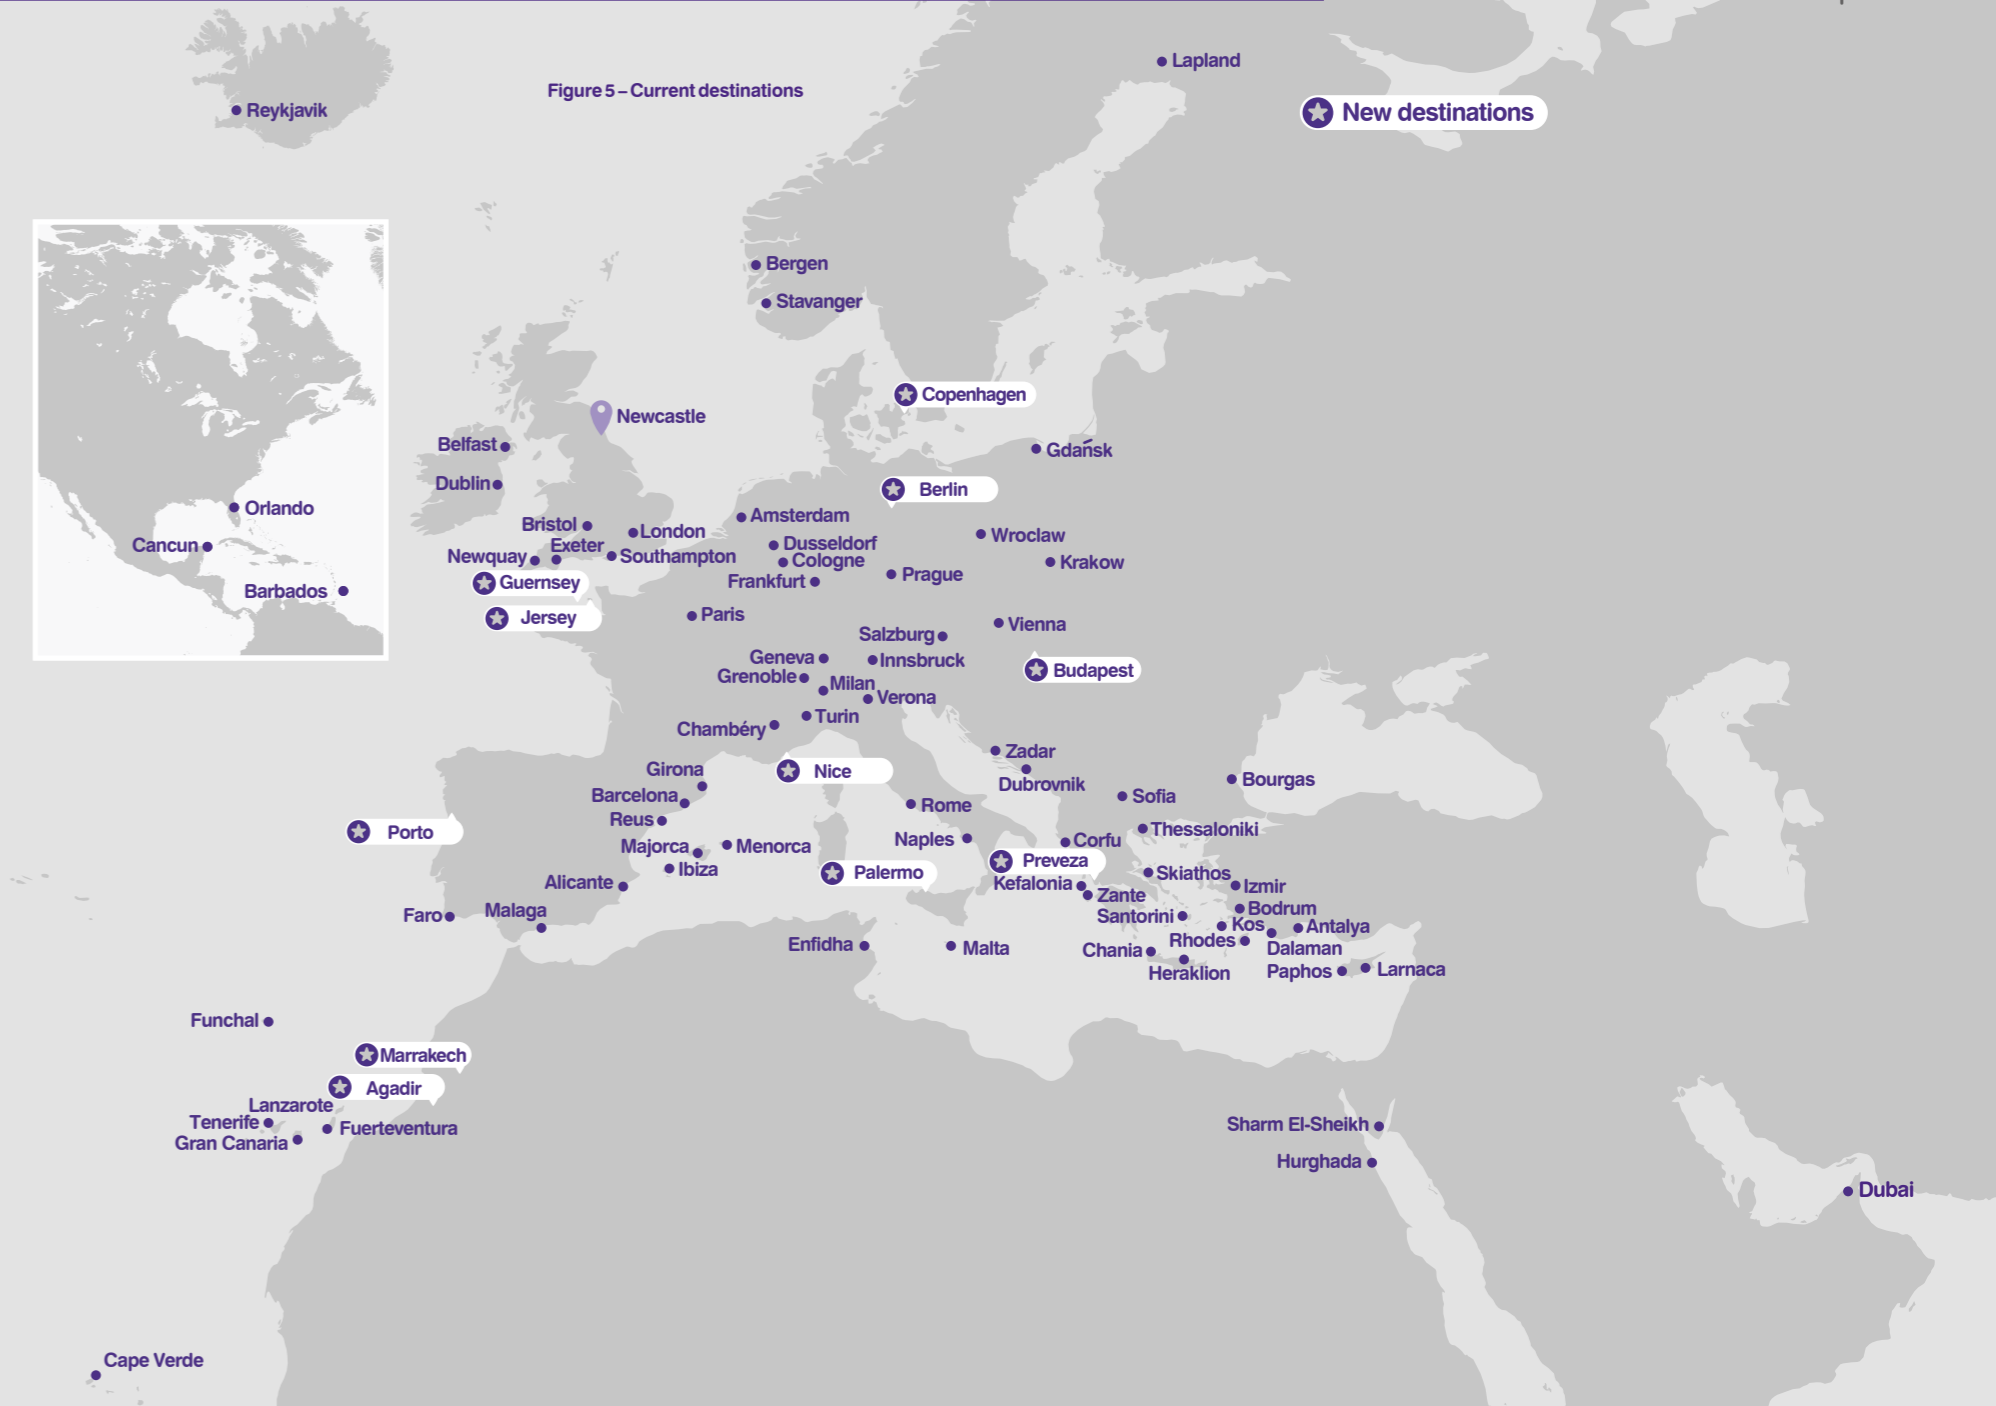 Lapland
Figure 5 – Current destinations
Reykjavik
New destinations
Bergen
Stavanger
Copenhagen
Newcastle
Belfast
Gdańsk
Dublin
Berlin
Orlando
Amsterdam
Bristol
London
Wroclaw
Cancun
Exeter
Dusseldorf
Newquay
Southampton
Cologne
Krakow
Guernsey
Frankfurt
Prague
Barbados
Jersey
Paris
Vienna
Salzburg
Geneva
Innsbruck
Grenoble
Budapest
Milan
Verona
Turin
Chambéry
Zadar
Girona
Nice
Dubrovnik
Bourgas
Barcelona
Rome
Sofia
Reus
Porto
Thessaloniki
Naples
Corfu
Majorca
Menorca
Preveza
Ibiza
Palermo
Skiathos
Alicante
Kefalonia
Izmir
Zante
Faro
Malaga
Santorini
Bodrum
Kos
Antalya
Enfidha
Malta
Chania
Rhodes
Dalaman
Heraklion
Paphos
Larnaca
Funchal
Marrakech
Agadir
Lanzarote
Tenerife
Fuerteventura
Gran Canaria
Sharm El-Sheikh
Hurghada
Dubai
Cape Verde